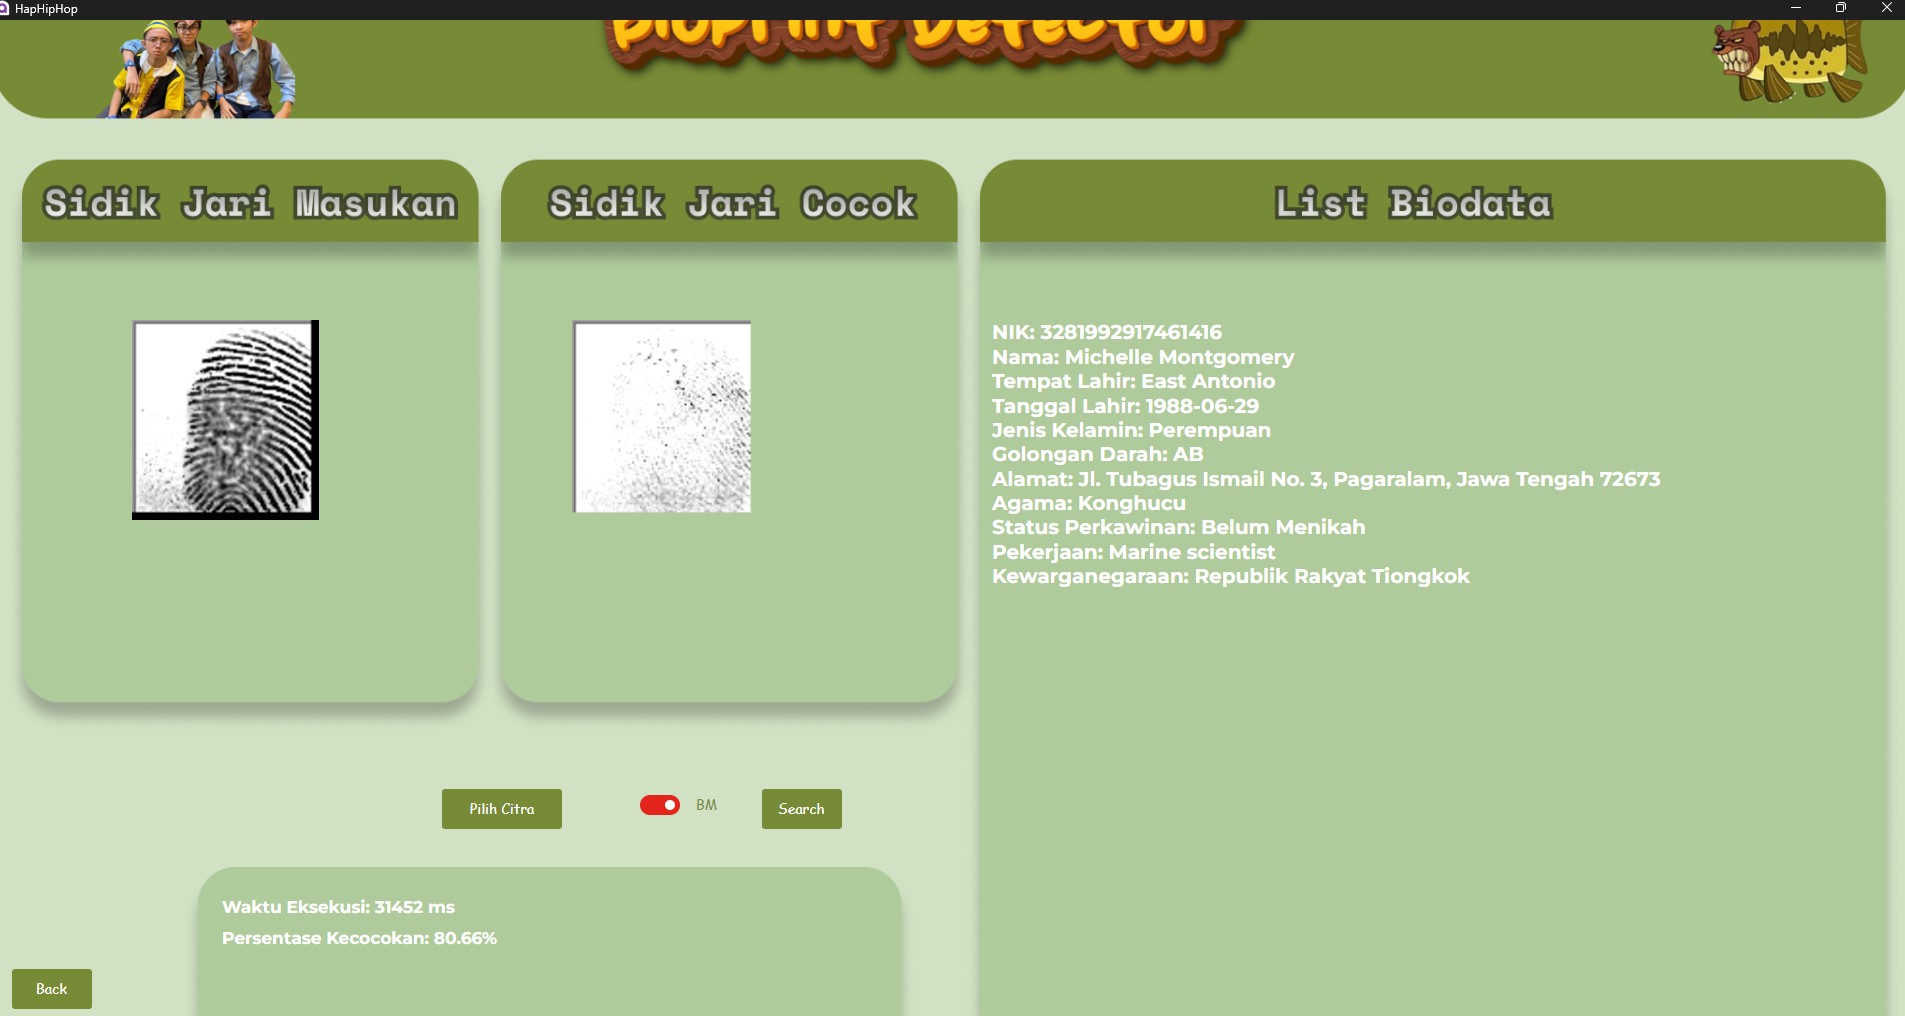 HapHipHop
BioPrint Detector
Sidik Jari Masukan
Sidik Jari Cocok
List Biodata
NIK: 3281992917461416
Nama: Michelle Montgomery
Tempat Lahir: East Antonio
Tanggal Lahir: 1988-06-29
Jenis Kelamin: Perempuan
Golongan Darah: AB
Alamat: Jl. Tubagus Ismail No. 3, Pagaralam, Jawa Tengah 72673
Agama: Konghucu
Status Perkawinan: Belum Menikah
Pekerjaan: Marine scientist
Kewarganegaraan: Republik Rakyat Tiongkok
Pilih Citra
BM
Search
Waktu Eksekusi: 31452 ms
Persentase Kecocokan: 80.66%
Back